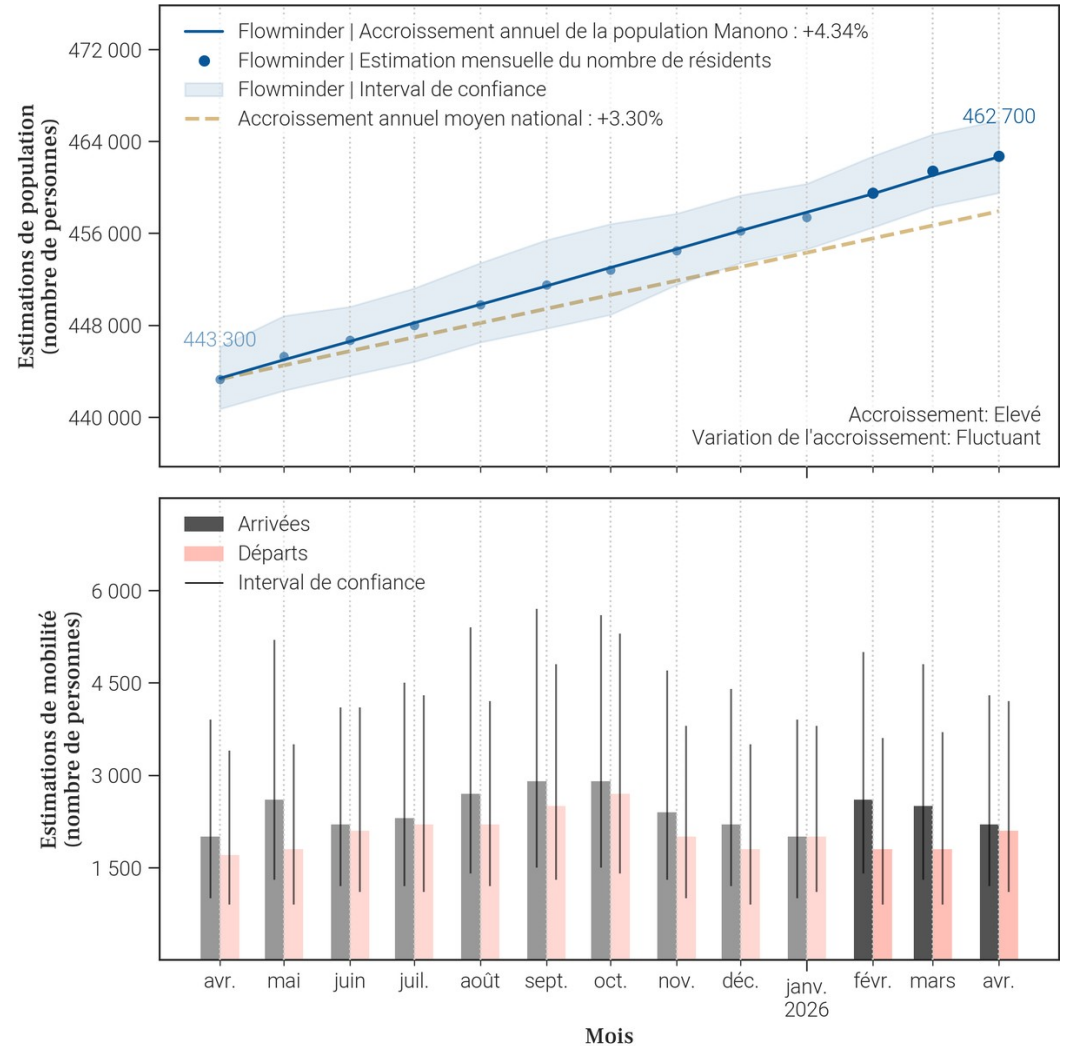 472 000
464 000
456 000
448 000
440 000
Estimations de population
(nombre de personnes)
Flowminder | Accroissement annuel de la population Manono : +4.34%
Flowminder | Estimation mensuelle du nombre de résidents
Flowminder | Interval de confiance
Accroissement annuel moyen national : +3.30%
443 300
462 700
Accroissement: Elevé
Variation de l'accroissement: Fluctuant
6 000
4 500
3 000
1 500
Estimations de mobilité
(nombre de personnes)
Arrivées
Départs
Interval de confiance
avr. mai juin juil. août sept. oct. nov. déc. janv. févr. mars avr.
2026
Mois